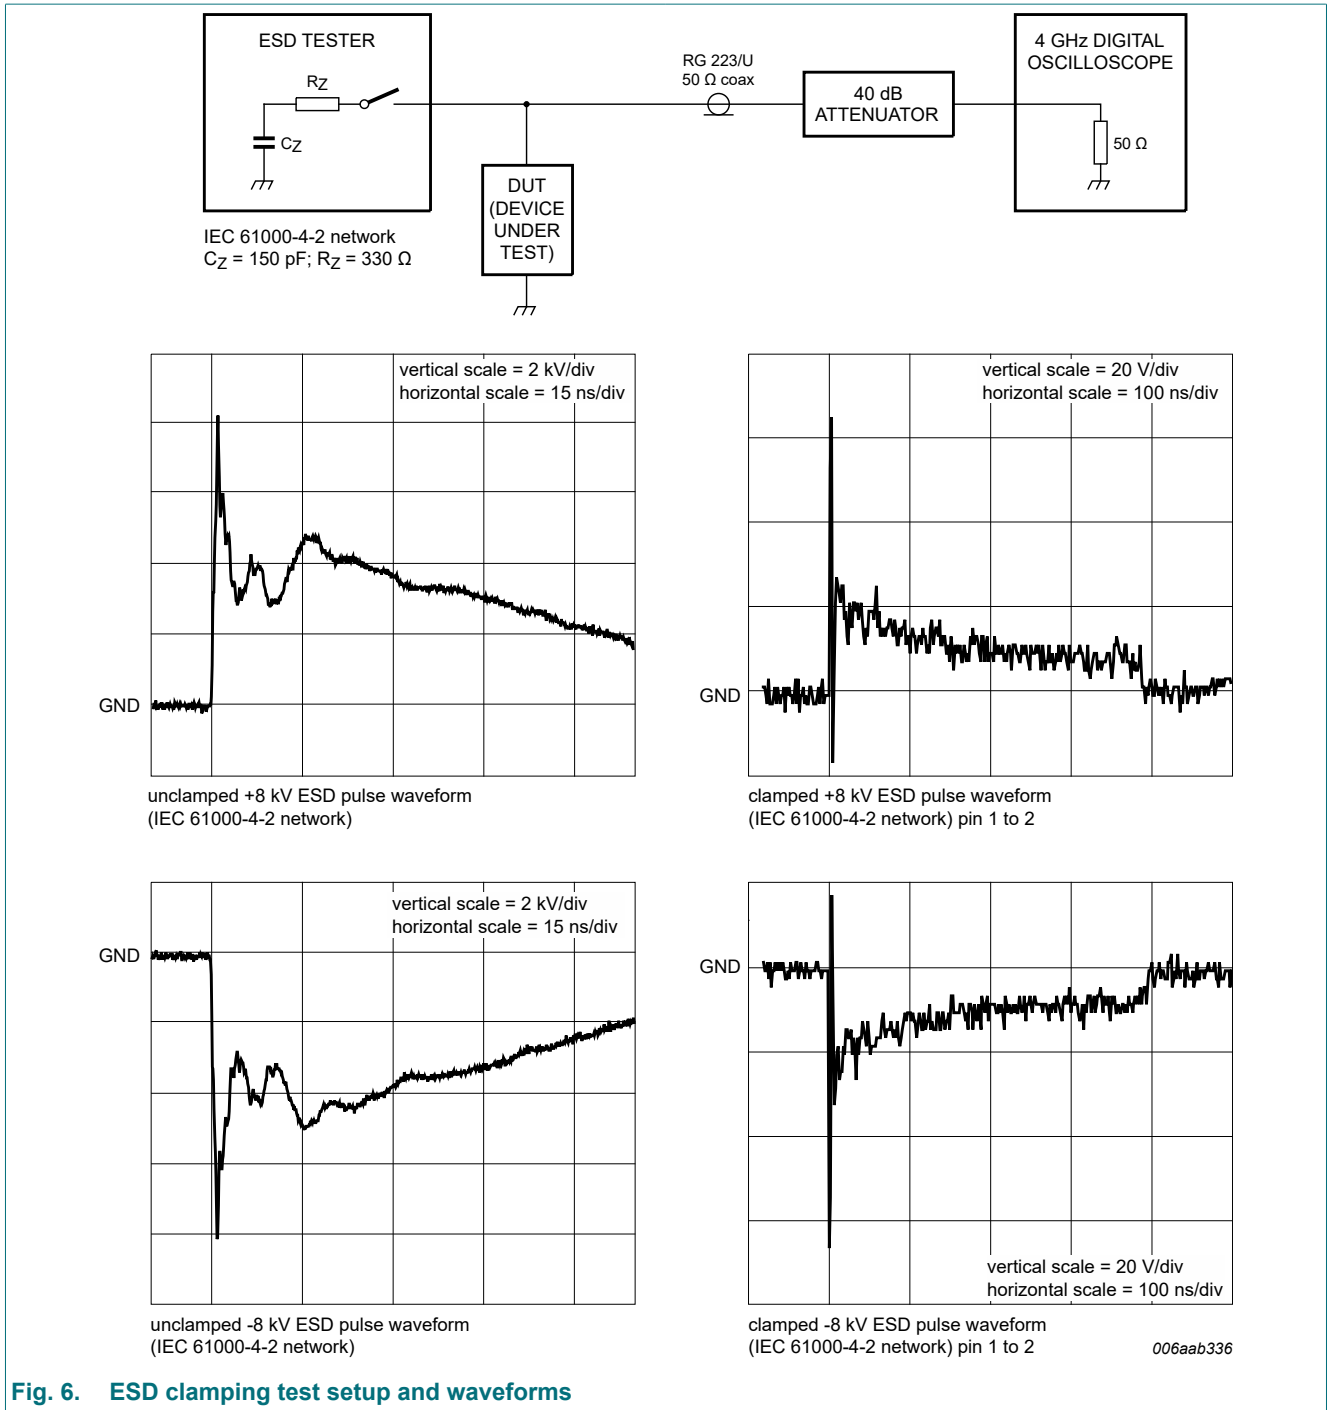 ESD TESTER
RZ
CZ
IEC 61000-4-2 network
CZ = 150 pF; RZ = 330 Ω
DUT
(DEVICE
UNDER
TEST)
RG 223/U
50 Ω coax
40 dB
ATTENUATOR
4 GHz DIGITAL
OSCILLOSCOPE
50 Ω
vertical scale = 2 kV/div
horizontal scale = 15 ns/div
GND
unclamped +8 kV ESD pulse waveform
(IEC 61000-4-2 network)
vertical scale = 20 V/div
horizontal scale = 100 ns/div
GND
clamped +8 kV ESD pulse waveform
(IEC 61000-4-2 network) pin 1 to 2
vertical scale = 2 kV/div
horizontal scale = 15 ns/div
GND
unclamped -8 kV ESD pulse waveform
(IEC 61000-4-2 network)
GND
vertical scale = 20 V/div
horizontal scale = 100 ns/div
clamped -8 kV ESD pulse waveform
(IEC 61000-4-2 network) pin 1 to 2
006aab336
Fig. 6. ESD clamping test setup and waveforms